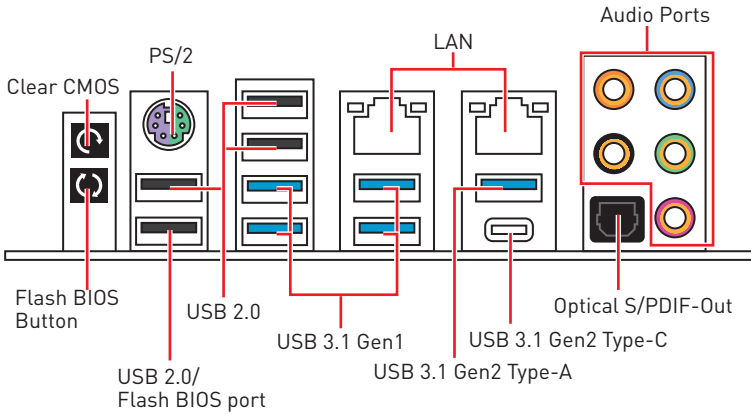 Audio Ports
LAN
PS/2
Clear CMOS
Flash BIOS
Button
USB 2.0
Optical S/PDIF-Out
USB 3.1 Gen1
USB 3.1 Gen2 Type-C
USB 3.1 Gen2 Type-A
USB 2.0/
Flash BIOS port